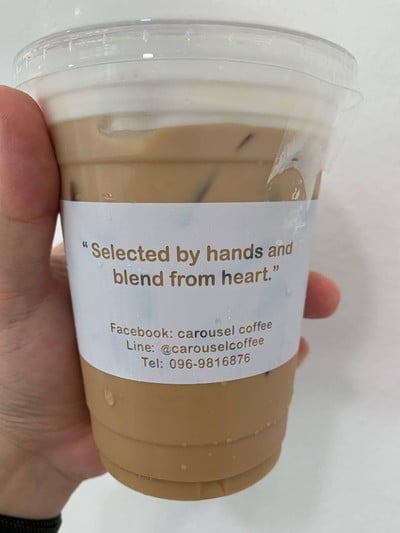 “Selected by hands and
blend from heart.”
Facebook: carousel coffee
Line: @carouselcoffee
Tel: 096-9816876